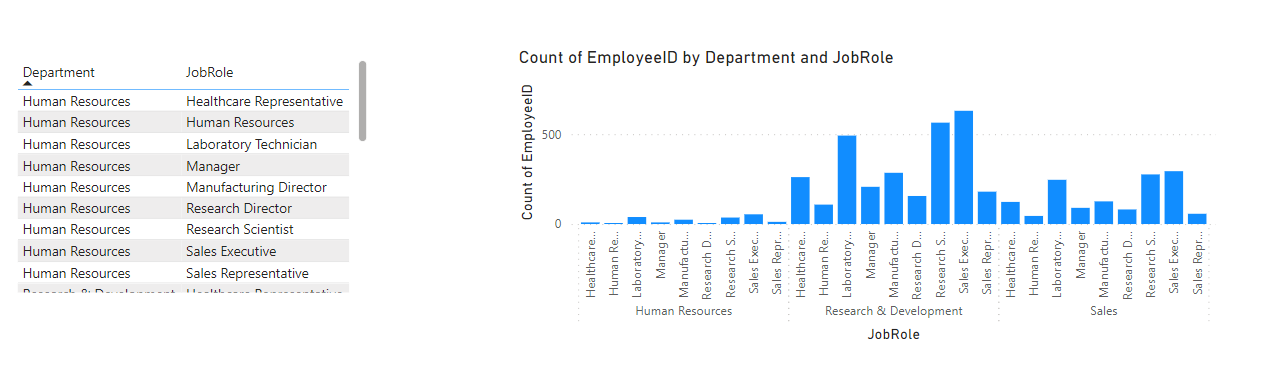 Department JobRole
Human Resources Healthcare Representative
Human Resources Human Resources
Human Resources Laboratory Technician
Human Resources Manager
Human Resources Manufacturing Director
Human Resources Research Director
Human Resources Research Scientist
Human Resources Sales Executive
Human Resources Sales Representative
Research & Development Healthcare Representative
Count of EmployeeID by Department and JobRole
Count of EmployeeID
500
0
Healthcare...
Human Re...
Laboratory...
Manager
Manufactu...
Research D...
Research S...
Sales Exec...
Sales Repr...
Healthcare...
Human Re...
Laboratory...
Manager
Manufactu...
Research D...
Research S...
Sales Exec...
Sales Repr...
Healthcare...
Human Re...
Laboratory...
Manager
Manufactu...
Research D...
Research S...
Sales Exec...
Sales Repr...
Human Resources
Research & Development
Sales
JobRole